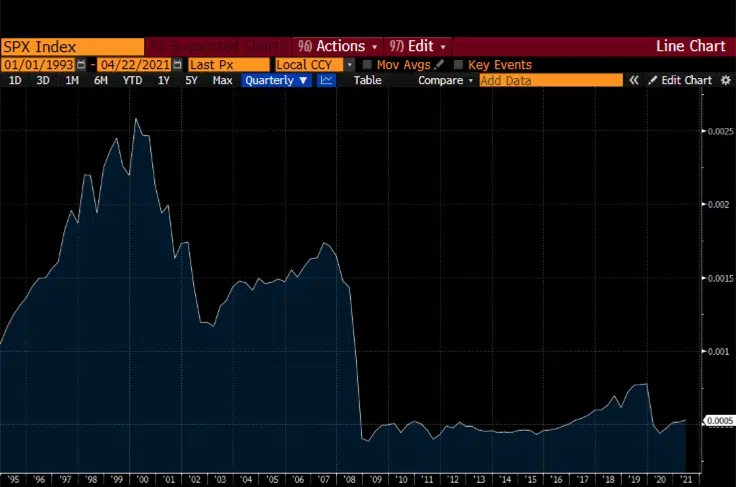 SPX Index 96) Actions 97) Edit Line Chart
01/01/1993 - 04/22/2021 Last Px Local CCY Mov Avgs Key Events
1D 3D 1M 6M YTD 1Y 5Y Max Quarterly ▼ Table Compare Add Data « Edit Chart
0.0025
0.002
0.0015
0.001
0.0005
'95 '96 '97 '98 '99 '00 '01 '02 '03 '04 '05 '06 '07 '08 '09 '10 '11 '12 '13 '14 '15 '16 '17 '18 '19 '20 '21